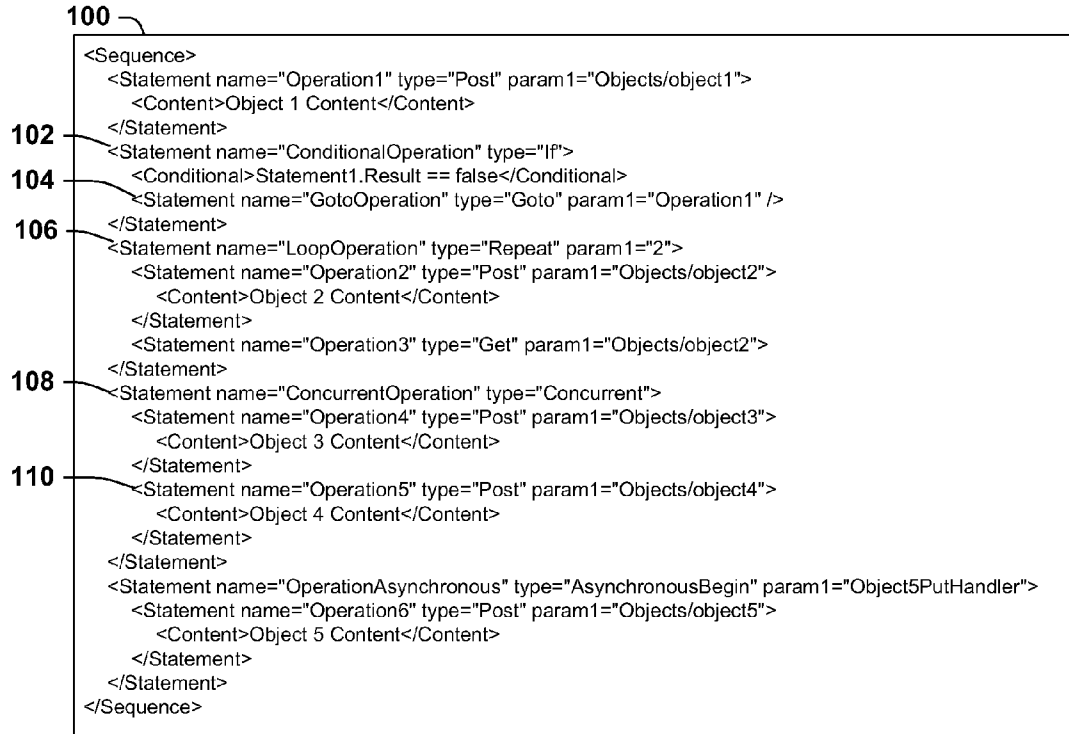 100
<Sequence>
<Statement name="Operation1" type="Post" param1="Objects/object1">
<Content>Object 1 Content</Content>
</Statement>
102
<Statement name="ConditionalOperation" type="If">
<Conditional>Statement1.Result == false</Conditional>
104
<Statement name="GotoOperation" type="Goto" param1="Operation1" />
</Statement>
106
<Statement name="LoopOperation" type="Repeat" param1="2">
<Statement name="Operation2" type="Post" param1="Objects/object2">
<Content>Object 2 Content</Content>
</Statement>
<Statement name="Operation3" type="Get" param1="Objects/object2">
</Statement>
108
<Statement name="ConcurrentOperation" type="Concurrent">
<Statement name="Operation4" type="Post" param1="Objects/object3">
<Content>Object 3 Content</Content>
</Statement>
110
<Statement name="Operation5" type="Post" param1="Objects/object4">
<Content>Object 4 Content</Content>
</Statement>
</Statement>
<Statement name="OperationAsynchronous" type="AsynchronousBegin" param1="Object5PutHandler">
<Statement name="Operation6" type="Post" param1="Objects/object5">
<Content>Object 5 Content</Content>
</Statement>
</Statement>
</Sequence>